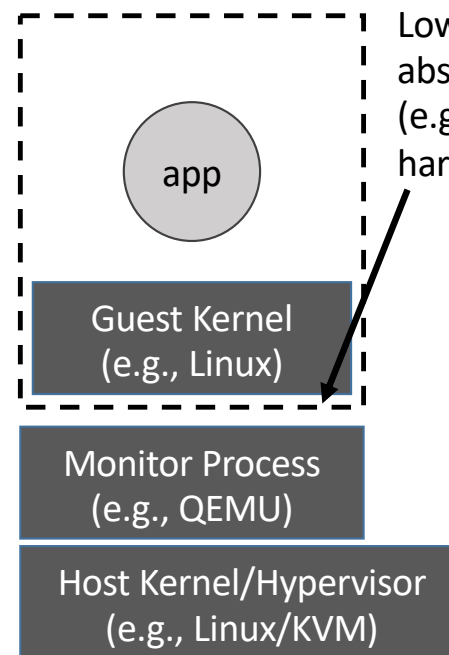 Low
abs
(e.g
har
app
Guest Kernel
(e.g., Linux)
Monitor Process
(e.g., QEMU)
Host Kernel/Hypervisor
(e.g., Linux/KVM)